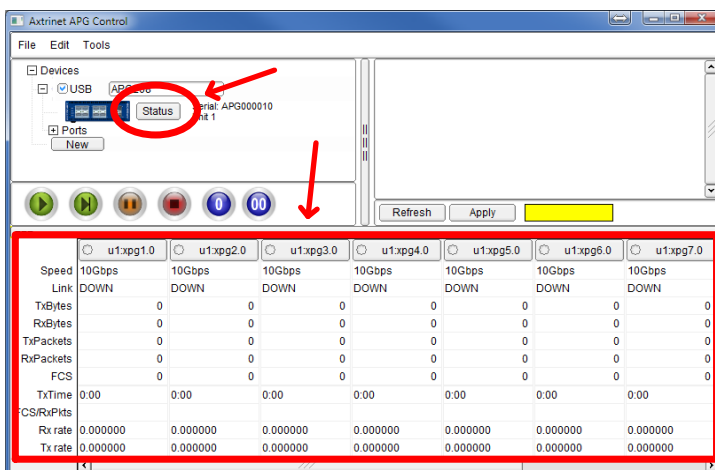 Axtrinet APG Control
File Edit Tools
Devices
USB
Status
Serial: APG000010
Unit 1
Ports
New
0 00
Refresh Apply
u1:xpg1.0 u1:xpg2.0 u1:xpg3.0 u1:xpg4.0 u1:xpg5.0 u1:xpg6.0 u1:xpg7.0
Speed 10Gbps 10Gbps 10Gbps 10Gbps 10Gbps 10Gbps 10Gbps
Link DOWN DOWN DOWN DOWN DOWN DOWN DOWN
TxBytes 0 0 0 0 0 0 0
RxBytes 0 0 0 0 0 0 0
TxPackets 0 0 0 0 0 0 0
RxPackets 0 0 0 0 0 0 0
FCS 0 0 0 0 0 0 0
TxTime 0:00 0:00 0:00 0:00 0:00 0:00 0:00
FCS/RxPkts
Rx rate 0.000000 0.000000 0.000000 0.000000 0.000000 0.000000 0.000000
Tx rate 0.000000 0.000000 0.000000 0.000000 0.000000 0.000000 0.000000